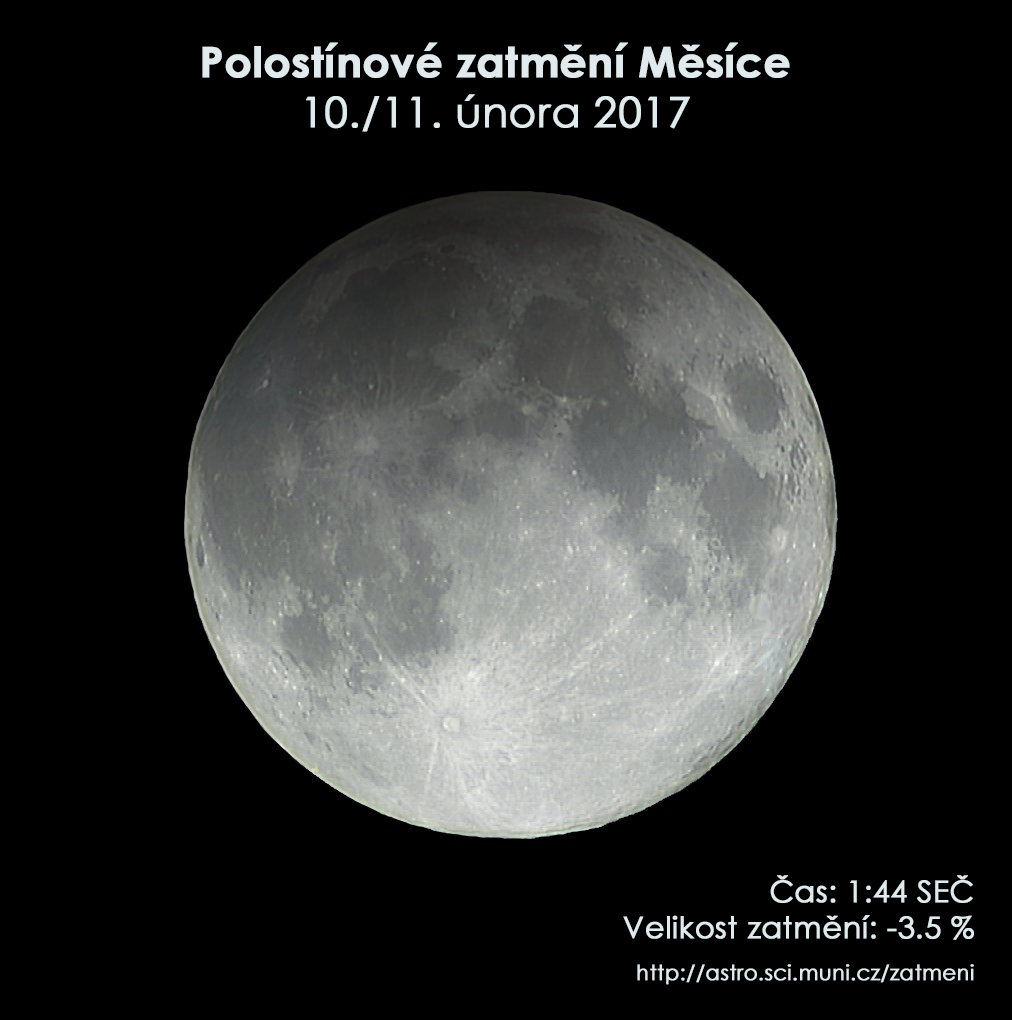 Polostínové zatmění Měsíce
10./11. února 2017
Čas: 1:44 SEČ
Velikost zatmění: -3.5 %
http://astro.sci.muni.cz/zatmeni